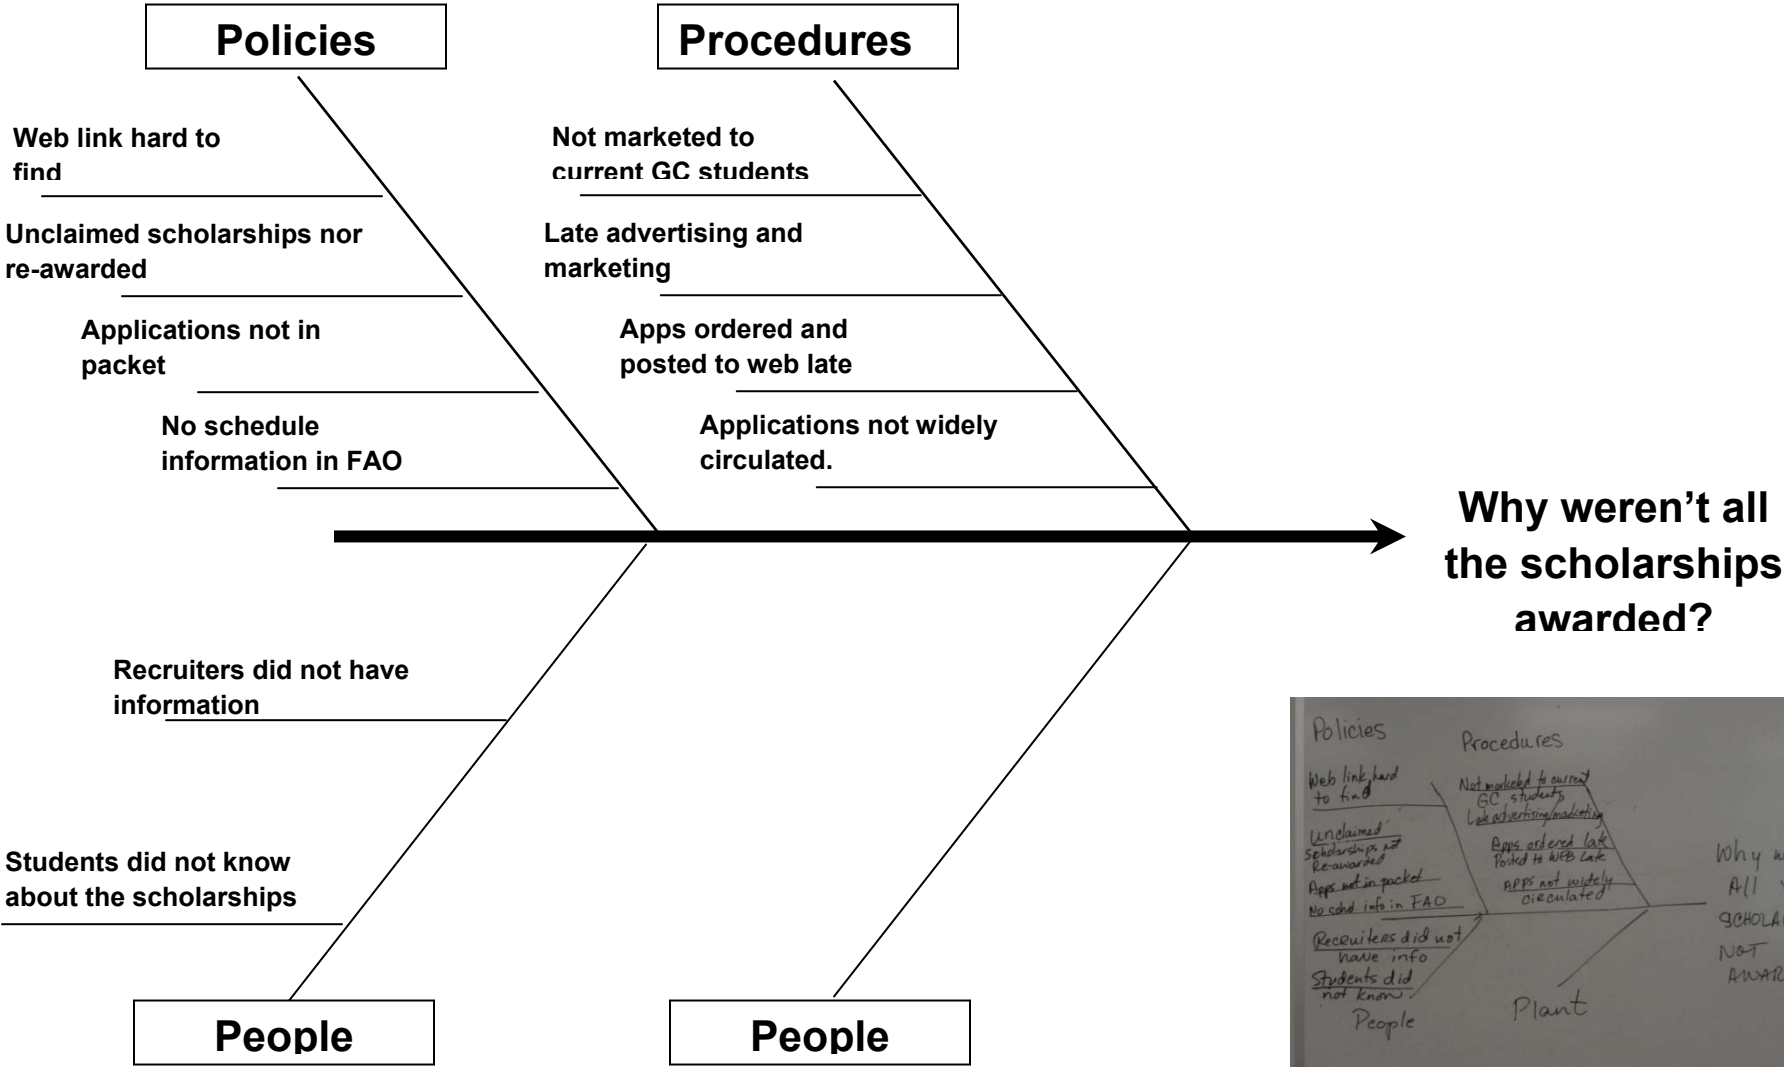 Policies
Web link hard to
find
Unclaimed scholarships nor
re-awarded
Applications not in
packet
No schedule
information in FAO
Procedures
Not marketed to
current GC students
Late advertising and
marketing
Apps ordered and
posted to web late
Applications not widely
circulated.
Why weren’t all
the scholarships
awarded?
Recruiters did not have
information
Students did not know
about the scholarships
People
People
Policies
Web link hard
to find
Unclaimed
Scholarships not
Re-awarded
Apps not in packet
No info in FAO
Procedures
Not marketed to current
GC students
Late advertising/marketing
Apps ordered late
Posted to WEB Late
APPS not widely
circulated
Recruiters did not
have info
Students did
not know
People
Plant
Why
All
NOT